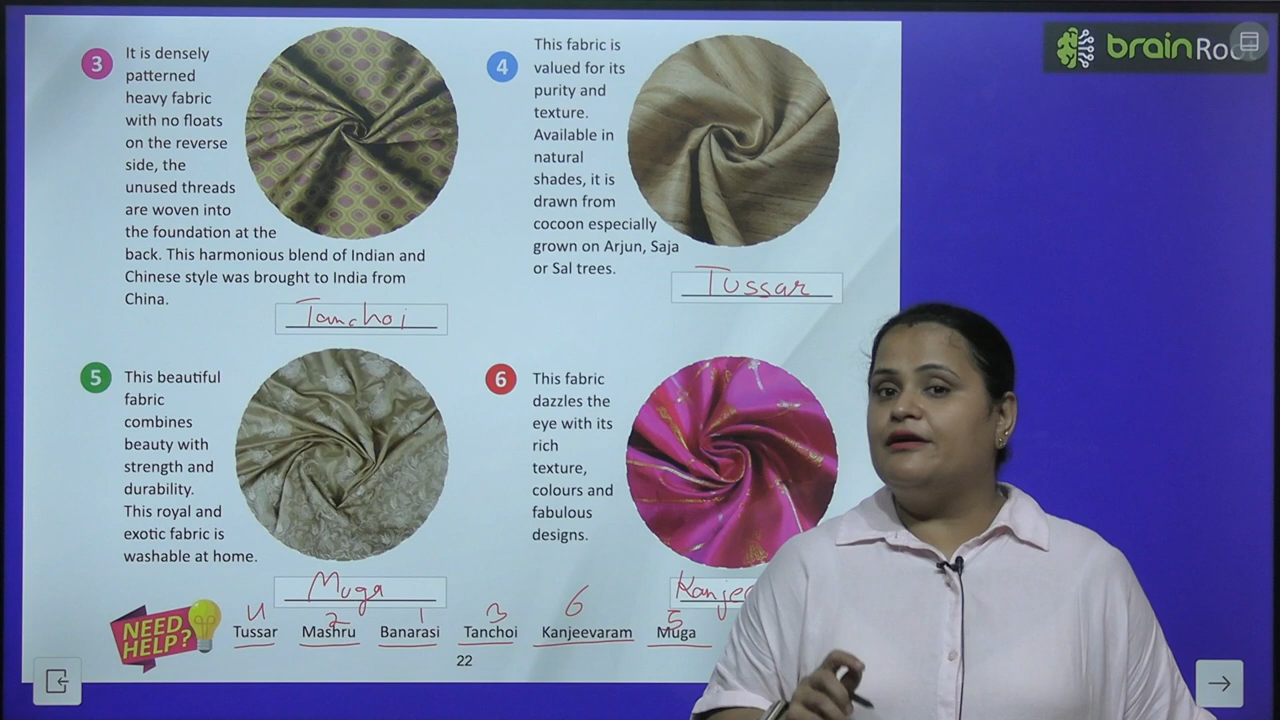 3
It is densely
patterned
heavy fabric
with no floats
on the reverse
side, the
unused threads
are woven into
the foundation at the
back. This harmonious blend of Indian and
Chinese style was brought to India from
China.
Tanchoi
4
This fabric is
valued for its
purity and
texture.
Available in
natural
shades, it is
drawn from
cocoon especially
grown on Arjun, Saja
or Sal trees.
Tussar
5
This beautiful
fabric
combines
beauty with
strength and
durability.
This royal and
exotic fabric is
washable at home.
Muga
6
This fabric
dazzles the
eye with its
rich
texture,
colours and
fabulous
designs.
NEED
HELP?
4 2 1 3 6 5
Tussar Mashru Banarasi Tanchoi Kanjeevaram Muga
22
brain